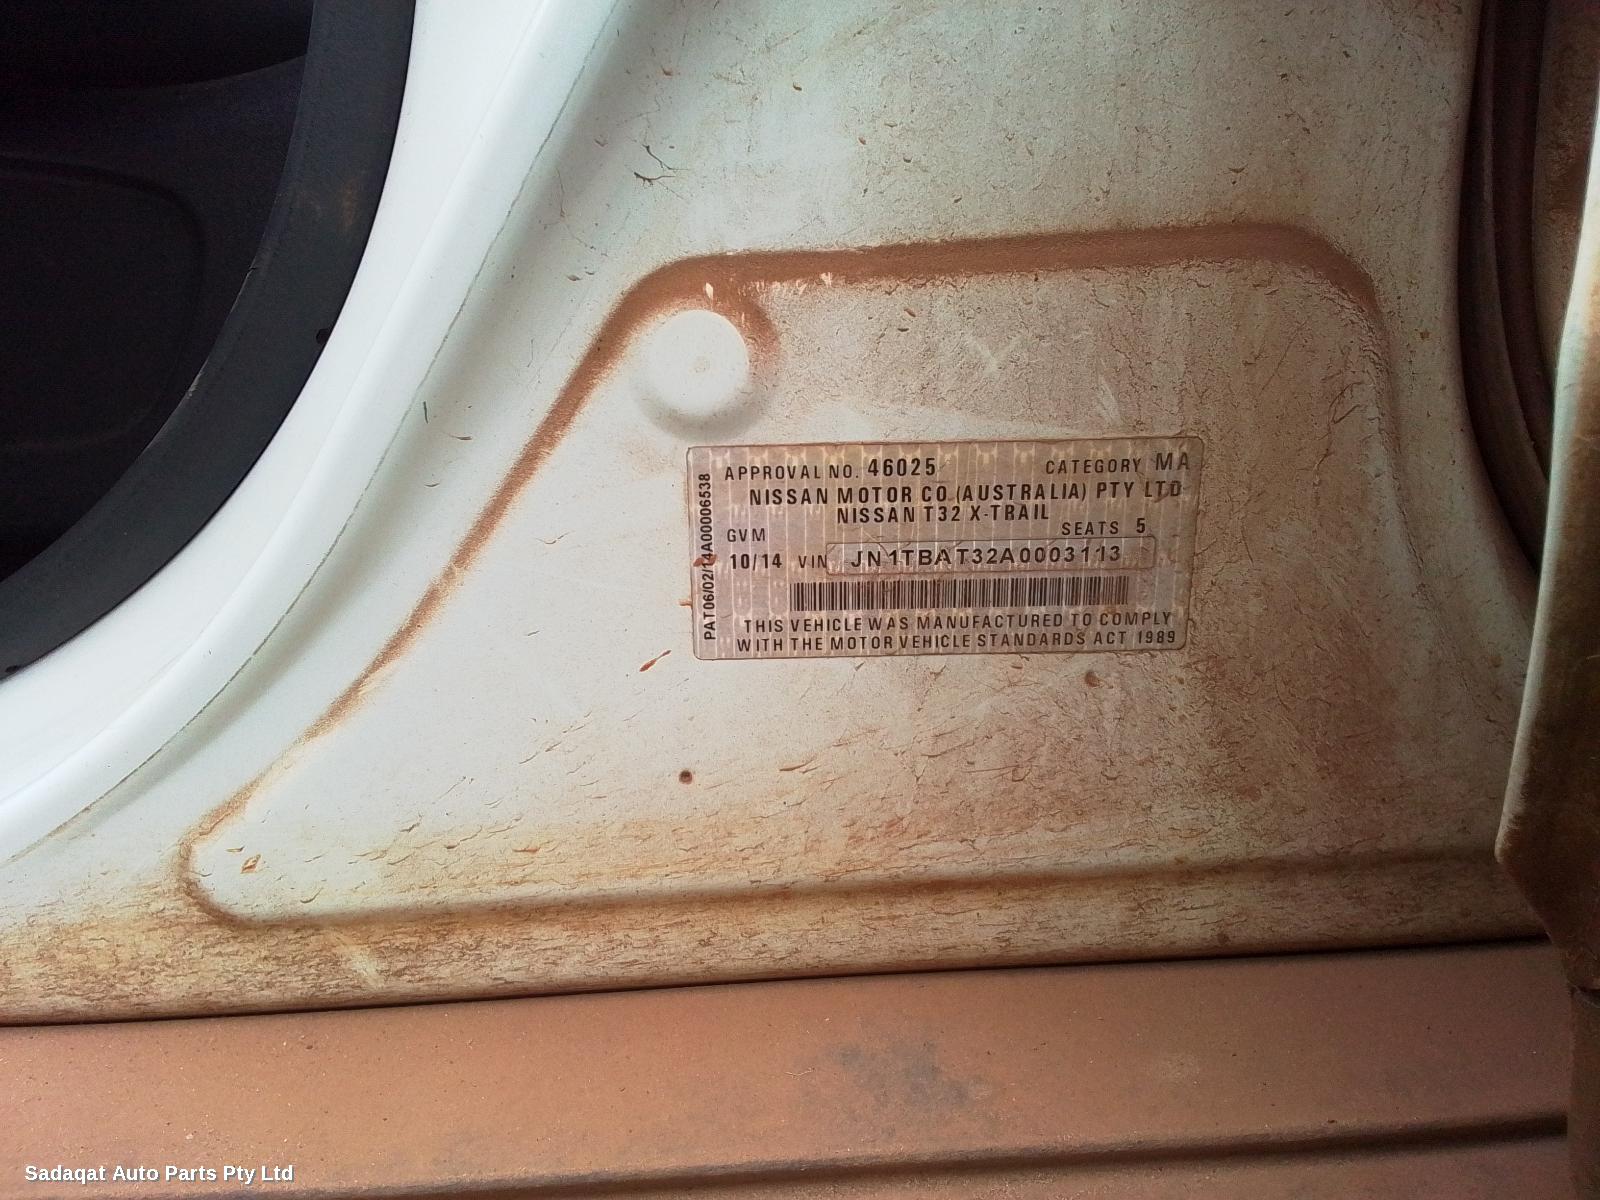 APPROVAL NO. 46025 CATEGORY MA
NISSAN MOTOR CO.(AUSTRALIA) PTY LTD
NISSAN T32 X-TRAIL
GVM SEATS 5
10/14 VIN JN1TBAT32A0003113
THIS VEHICLE WAS MANUFACTURED TO COMPLY
WITH THE MOTOR VEHICLE STANDARDS ACT 1989
PAT06/02/14A00006538
Sadaqat Auto Parts Pty Ltd